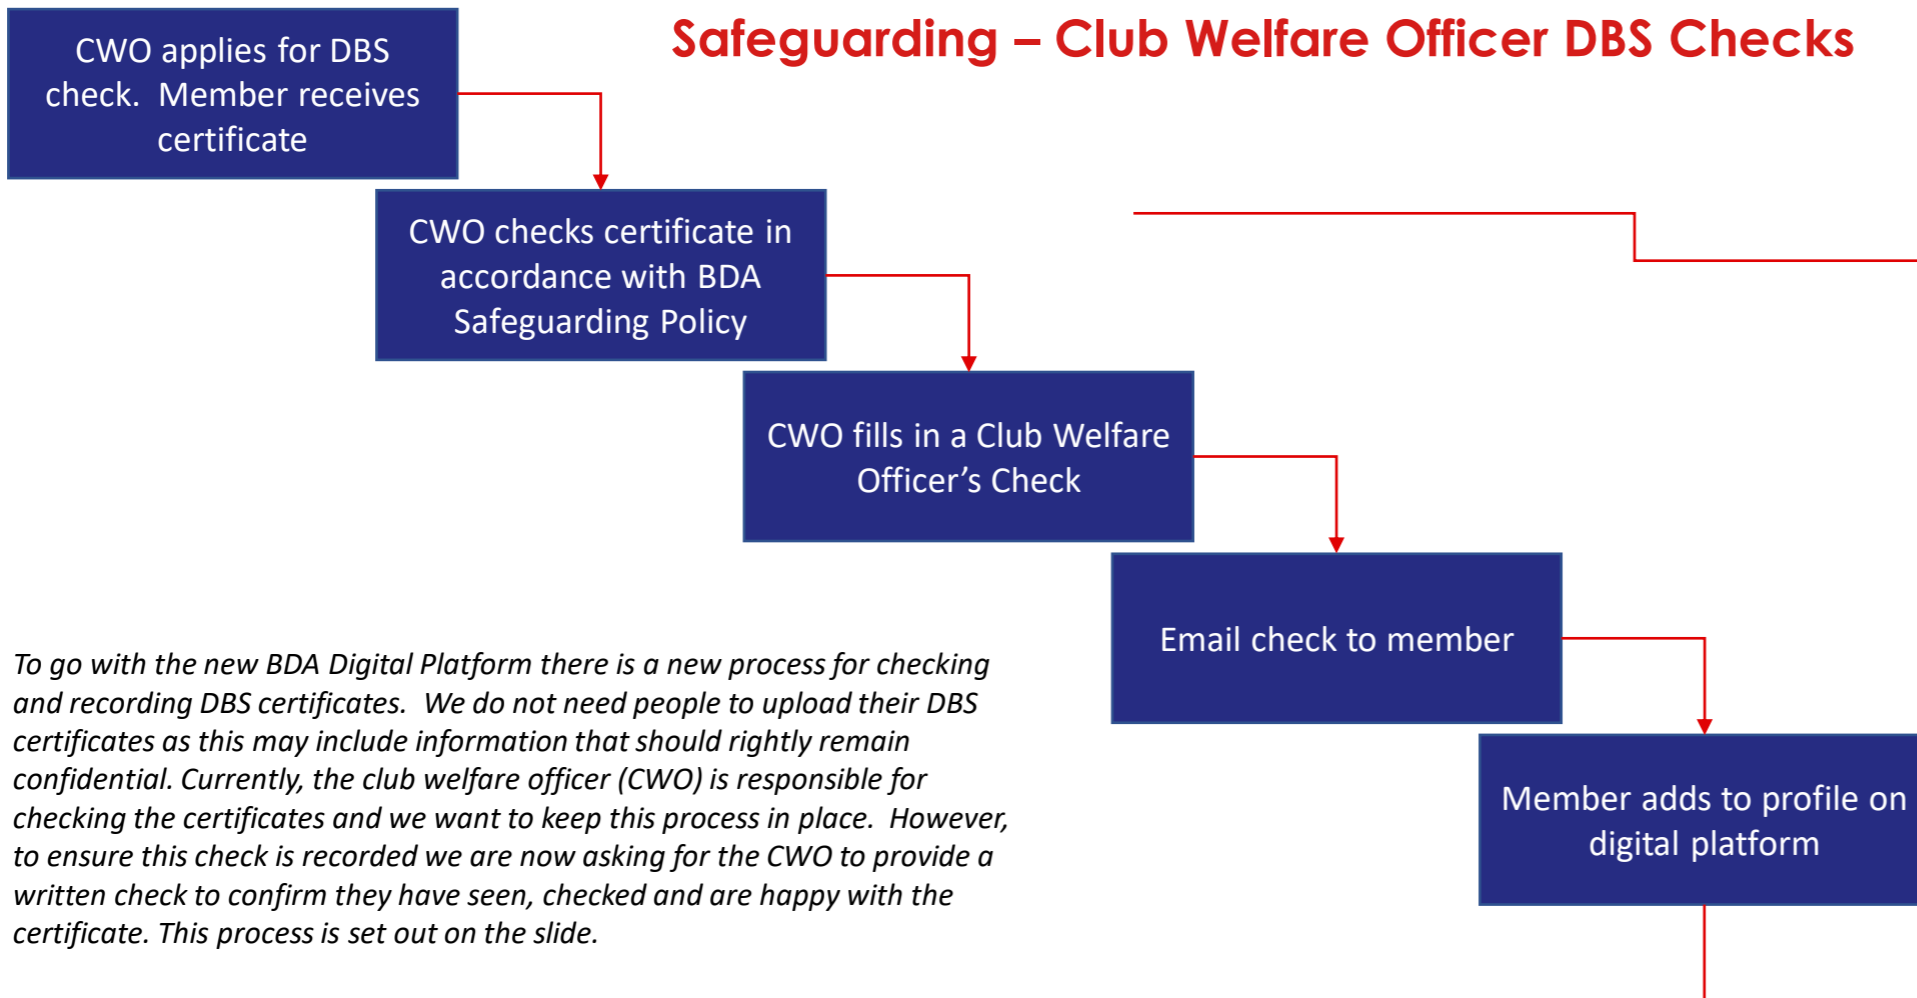 Safeguarding – Club Welfare Officer DBS Checks
CWO applies for DBS
check.  Member receives
certificate
CWO checks certificate in
accordance with BDA
Safeguarding Policy
CWO fills in a Club Welfare
Officer’s Check
Email check to member
Member adds to profile on
digital platform
To go with the new BDA Digital Platform there is a new process for checking
and recording DBS certificates.  We do not need people to upload their DBS
certificates as this may include information that should rightly remain
confidential. Currently, the club welfare officer (CWO) is responsible for
checking the certificates and we want to keep this process in place.  However,
to ensure this check is recorded we are now asking for the CWO to provide a
written check to confirm they have seen, checked and are happy with the
certificate. This process is set out on the slide.